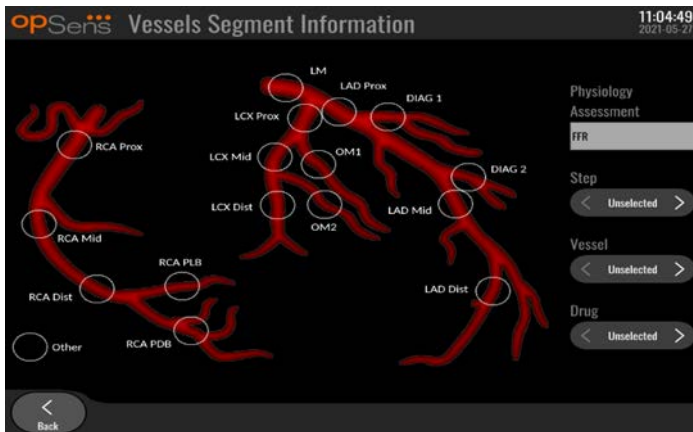 opSens Vessels Segment Information
11:04:49
2021-05-27
LM
LAD Prox
DIAG 1
LCX Prox
RCA Prox
LCX Mid
OM1
DIAG 2
LCX Dist
OM2
LAD Mid
RCA Mid
RCA PLB
RCA Dist
LAD Dist
RCA PDB
Other
Physiology
Assessment
FFR
Step
< Unselected >
Vessel
< Unselected >
Drug
< Unselected >
<
Back